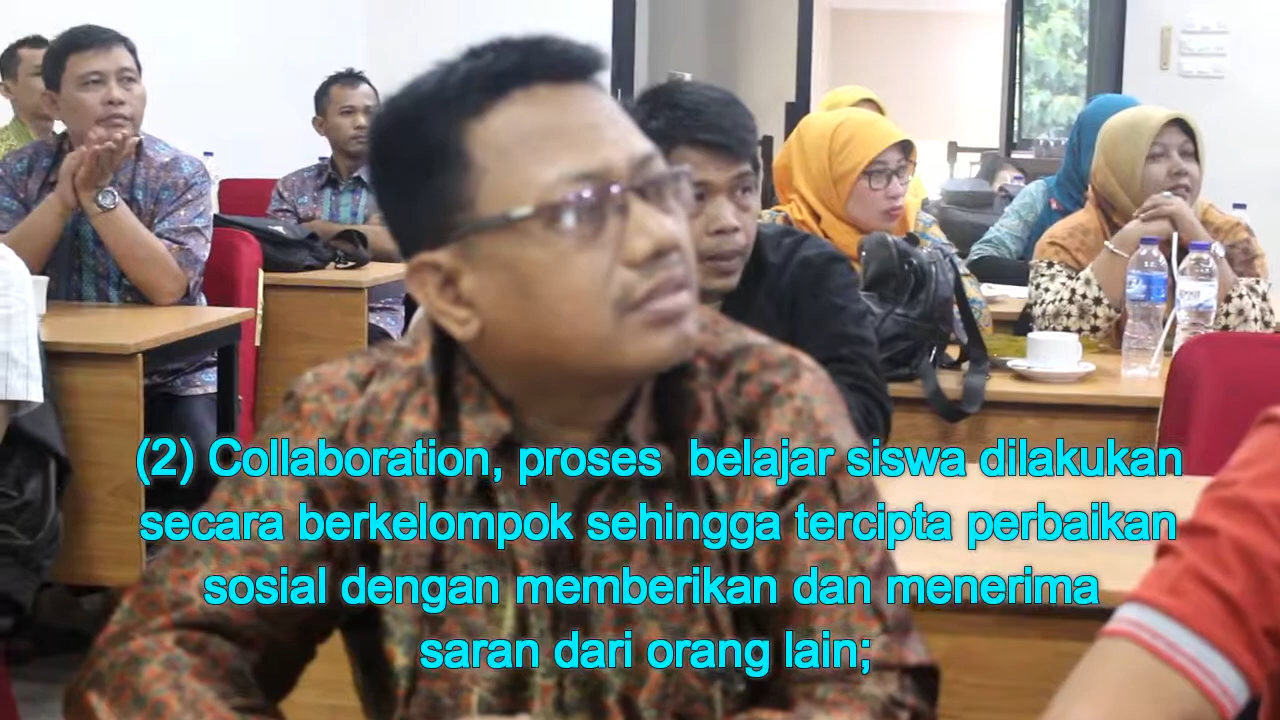 (2) Collaboration, proses belajar siswa dilakukan
secara berkelompok sehingga tercipta perbaikan
sosial dengan memberikan dan menerima
saran dari orang lain;